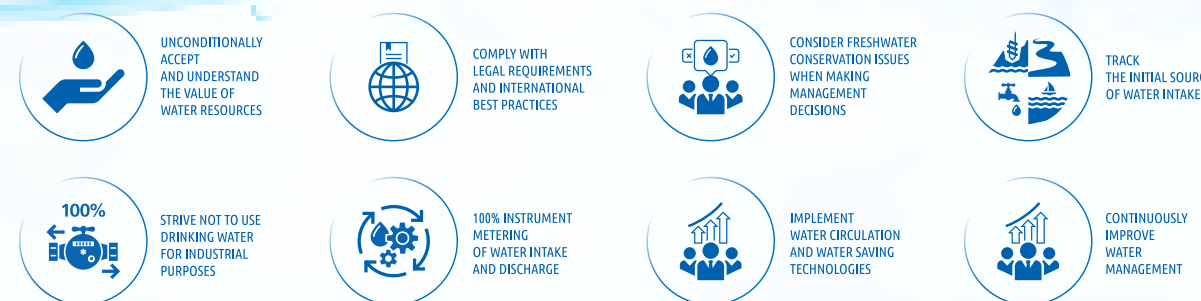 UNCONDITIONALLY
ACCEPT
AND UNDERSTAND
THE VALUE OF
WATER RESOURCES
COMPLY WITH
LEGAL REQUIREMENTS
AND INTERNATIONAL
BEST PRACTICES
CONSIDER FRESHWATER
CONSERVATION ISSUES
WHEN MAKING
MANAGEMENT
DECISIONS
TRACK
THE INITIAL
OF WATER INTAKE
100%
STRIVE NOT TO USE
DRINKING WATER
FOR INDUSTRIAL
PURPOSES
100% INSTRUMENT
METERING
OF WATER INTAKE
AND DISCHARGE
IMPLEMENT
WATER CIRCULATION
AND WATER SAVING
TECHNOLOGIES
CONTINUOUSLY
IMPROVE
WATER
MANAGEMENT